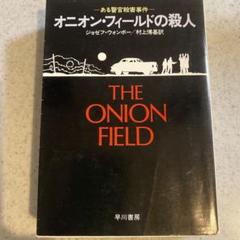 ―ある警官殺害事件―
オニオン・フィールドの殺人
ジョゼフ・ウォンボー/村上博基訳
THE
ONION
FIELD
早川書房